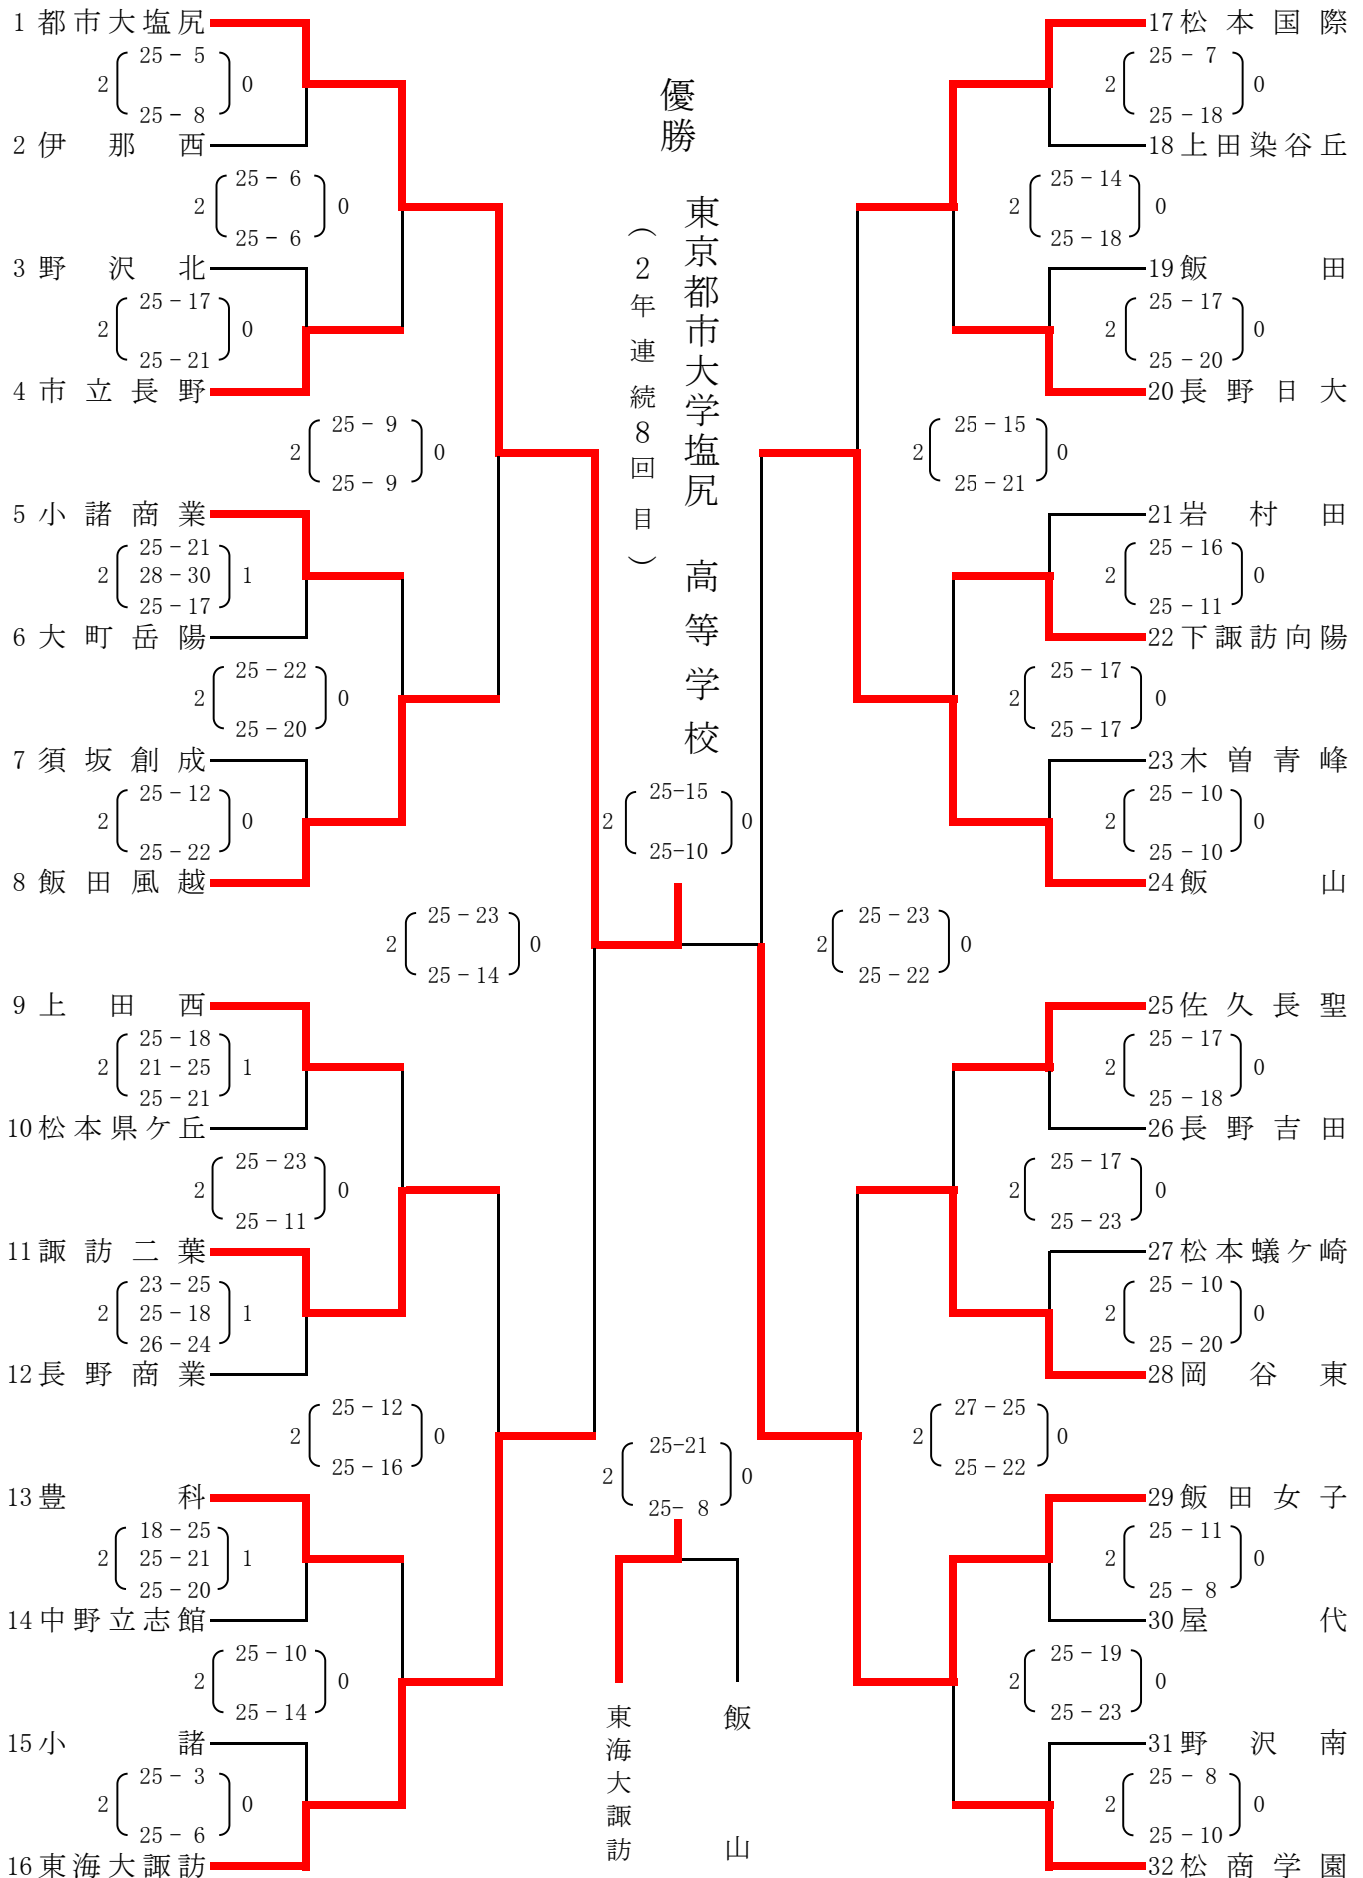 1 都市大塩尻
25 − 5
2 0
25 − 8
2 伊那西
25 − 6
2 0
25 − 6
3 野沢北
25 − 17
2 0
25 − 21
4 市立長野
25 − 9
2 0
25 − 9
5 小諸商業
25 − 21
2 28 − 30 1
25 − 17
6 大町岳陽
25 − 22
2 0
25 − 20
7 須坂創成
25 − 12
2 0
25 − 22
8 飯田風越
25 − 23
2 0
25 − 14
9 上田西
25 − 18
2 21 − 25 1
25 − 21
10 松本県ケ丘
25 − 23
2 0
25 − 11
11 諏訪二葉
23 − 25
2 25 − 18 1
26 − 24
12 長野商業
25 − 12
2 0
25 − 16
13 豊科
18 − 25
2 25 − 21 1
25 − 20
14 中野立志館
25 − 10
2 0
25 − 14
15 小諸
25 − 3
2 0
25 − 6
16 東海大諏訪
優勝
東京都市大学塩尻 高等学校
(2年連続8回目)
25−15
2 0
25−10
25−21
2 0
25− 8
東海大諏訪
飯山
17 松本国際
25 − 7
2 0
25 − 18
18 上田染谷丘
25 − 14
2 0
25 − 18
19 飯田
25 − 17
2 0
25 − 20
20 長野日大
25 − 15
2 0
25 − 21
21 岩村田
25 − 16
2 0
25 − 11
22 下諏訪向陽
25 − 17
2 0
25 − 17
23 木曽青峰
25 − 10
2 0
25 − 10
24 飯山
25 − 23
2 0
25 − 22
25 佐久長聖
25 − 17
2 0
25 − 18
26 長野吉田
25 − 17
2 0
25 − 23
27 松本蟻ケ崎
25 − 10
2 0
25 − 20
28 岡谷東
27 − 25
2 0
25 − 22
29 飯田女子
25 − 11
2 0
25 − 8
30 屋代
25 − 19
2 0
25 − 23
31 野沢南
25 − 8
2 0
25 − 10
32 松商学園